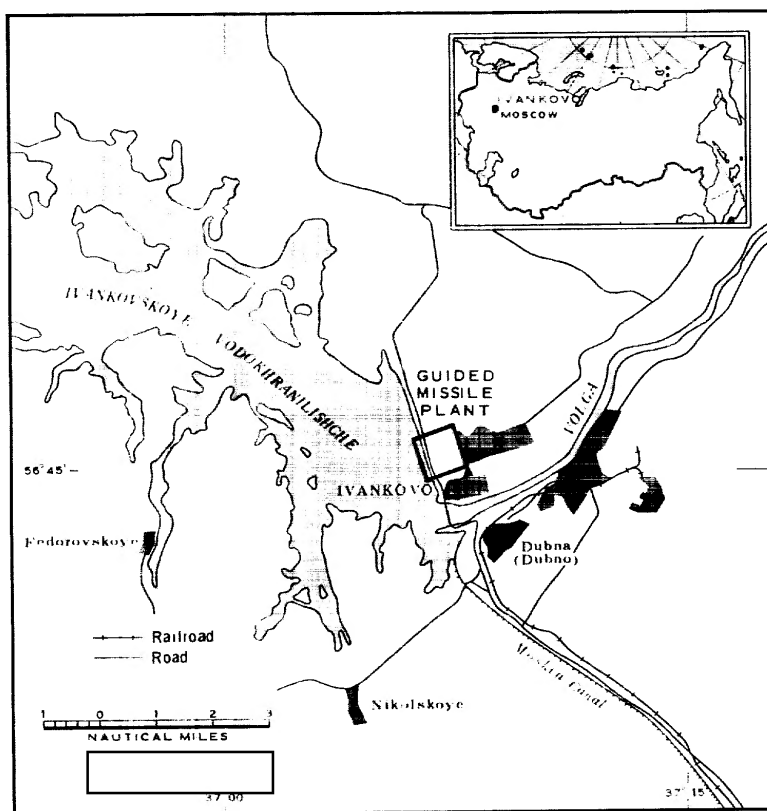 IVANKOVO
MOSCOW
IVANKOVSKOYE
VODOKHRANILISHCHE
GUIDED
MISSILE
PLANT
VOLGA
56°45'
IVANKOVO
Fedorovskoye
Dubna
(Dubno)
Railroad
Road
Moskva Canal
Nikolskoye
1 0 1 2 3
NAUTICAL MILES
37°00'
37°15'